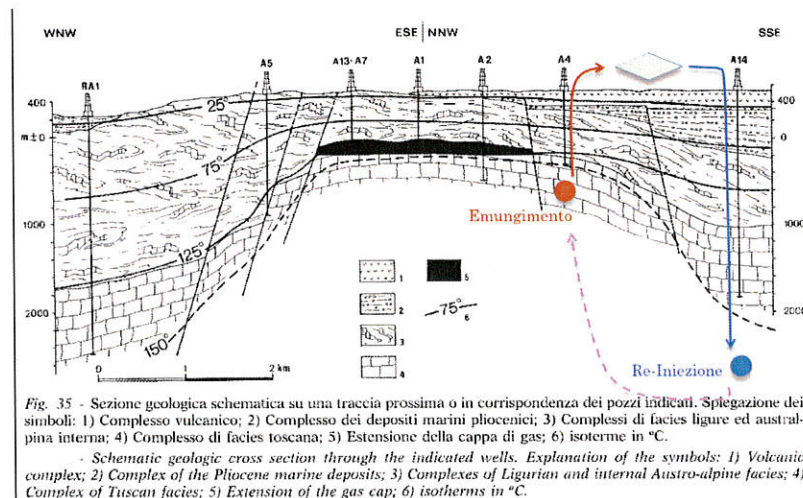 WNW ESE NNW SSE
RA1 A5 A13-A7 A1 A2 A4 A14
400 25° 400
m±0 0
75°
Emungimento
1000 125° 1000
1 5
2 —75°— 6
2000 150° 3 2000
4
0 1 2 km
Re-Iniezione
Fig. 35 - Sezione geologica schematica su una traccia prossima o in corrispondenza dei pozzi indicati. Spiegazione dei
simboli: 1) Complesso vulcanico; 2) Complesso dei depositi marini pliocenici; 3) Complessi di facies ligure ed austral-
pina interna; 4) Complesso di facies toscana; 5) Estensione della cappa di gas; 6) isoterme in °C.
- Schematic geologic cross section through the indicated wells. Explanation of the symbols: 1) Volcanic
complex; 2) Complex of the Pliocene marine deposits; 3) Complexes of Ligurian and internal Austro-alpine facies; 4)
Complex of Tuscan facies; 5) Extension of the gas cap; 6) isotherms in °C.